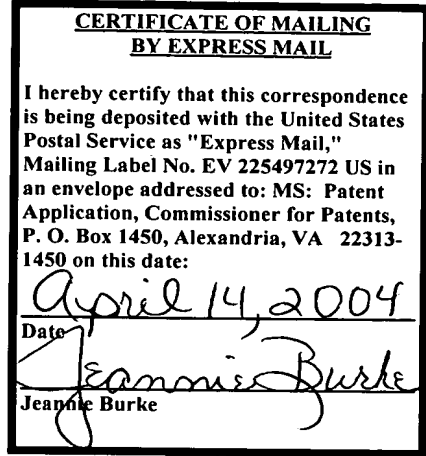 CERTIFICATE OF MAILING
BY EXPRESS MAIL
I hereby certify that this correspondence
is being deposited with the United States
Postal Service as "Express Mail,"
Mailing Label No. EV 225497272 US in
an envelope addressed to: MS: Patent
Application, Commissioner for Patents,
P. O. Box 1450, Alexandria, VA 22313-
1450 on this date:
April 14, 2004
Date
Jeannie Burke
Jeannie Burke